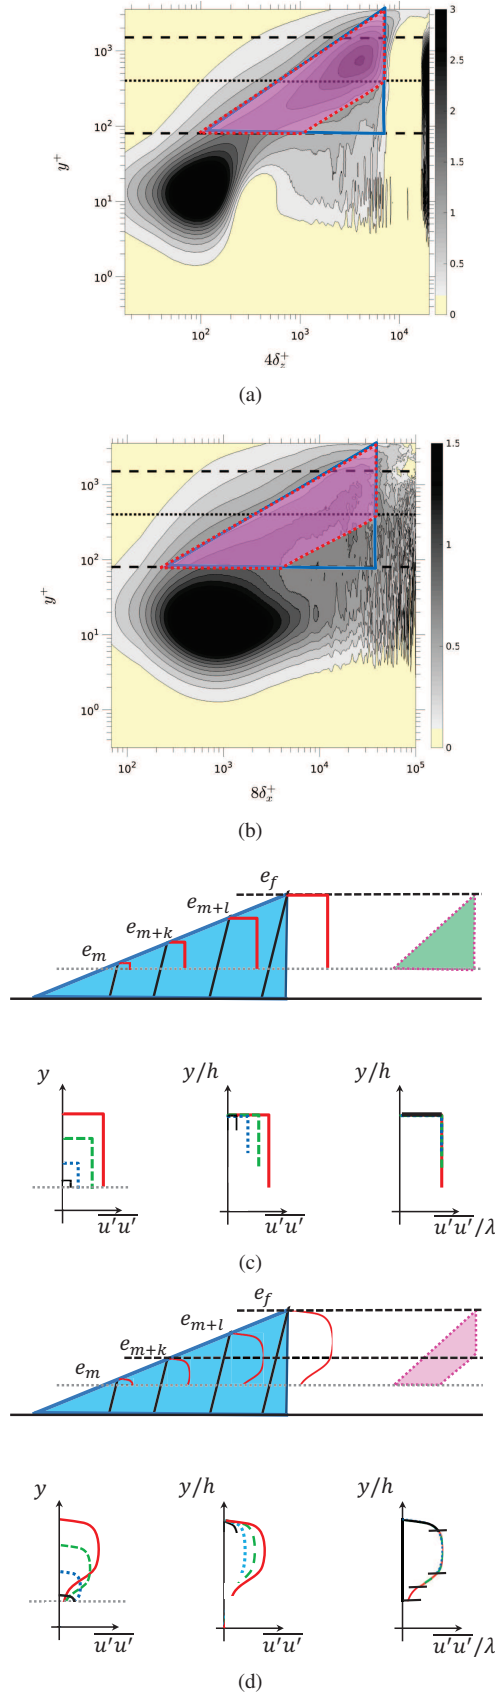 3
10³
2.5
2
10²
y⁺
1.5
10¹
1
10⁰
0.5
0
10² 10³ 10⁴
4δ_z⁺
(a)
1.5
10³
1
10²
y⁺
10¹
0.5
10⁰
0
10² 10³ 10⁴ 10⁵
8δ_x⁺
(b)
e_f
e_{m+l}
e_{m+k}
e_m
y y/h y/h
u'u' u'u' u'u'/λ
(c)
e_f
e_{m+l}
e_{m+k}
e_m
y y/h y/h
u'u' u'u' u'u'/λ
(d)